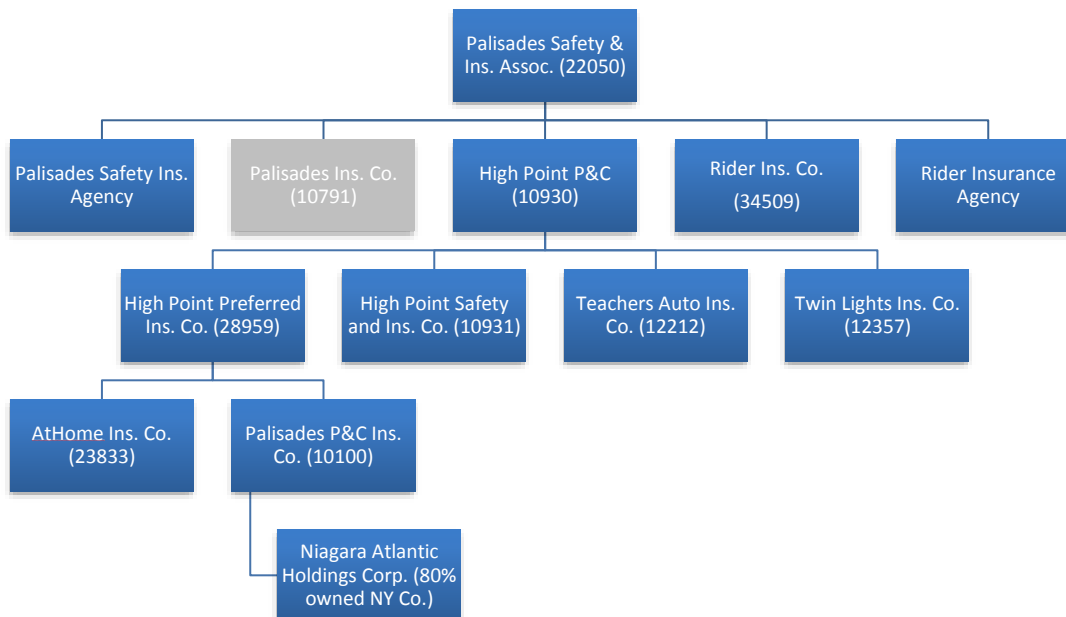 Palisades Safety &
Ins. Assoc. (22050)
Palisades Safety Ins.
Agency
Palisades Ins. Co.
(10791)
High Point P&C
(10930)
Rider Ins. Co.
(34509)
Rider Insurance
Agency
High Point Preferred
Ins. Co. (28959)
High Point Safety
and Ins. Co. (10931)
Teachers Auto Ins.
Co. (12212)
Twin Lights Ins. Co.
(12357)
AtHome Ins. Co.
(23833)
Palisades P&C Ins.
Co. (10100)
Niagara Atlantic
Holdings Corp. (80%
owned NY Co.)